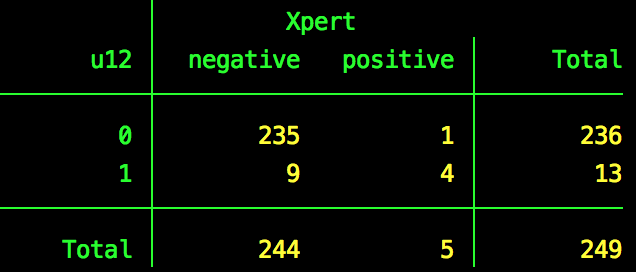 Xpert
u12 negative positive Total
0 235 1 236
1 9 4 13
Total 244 5 249